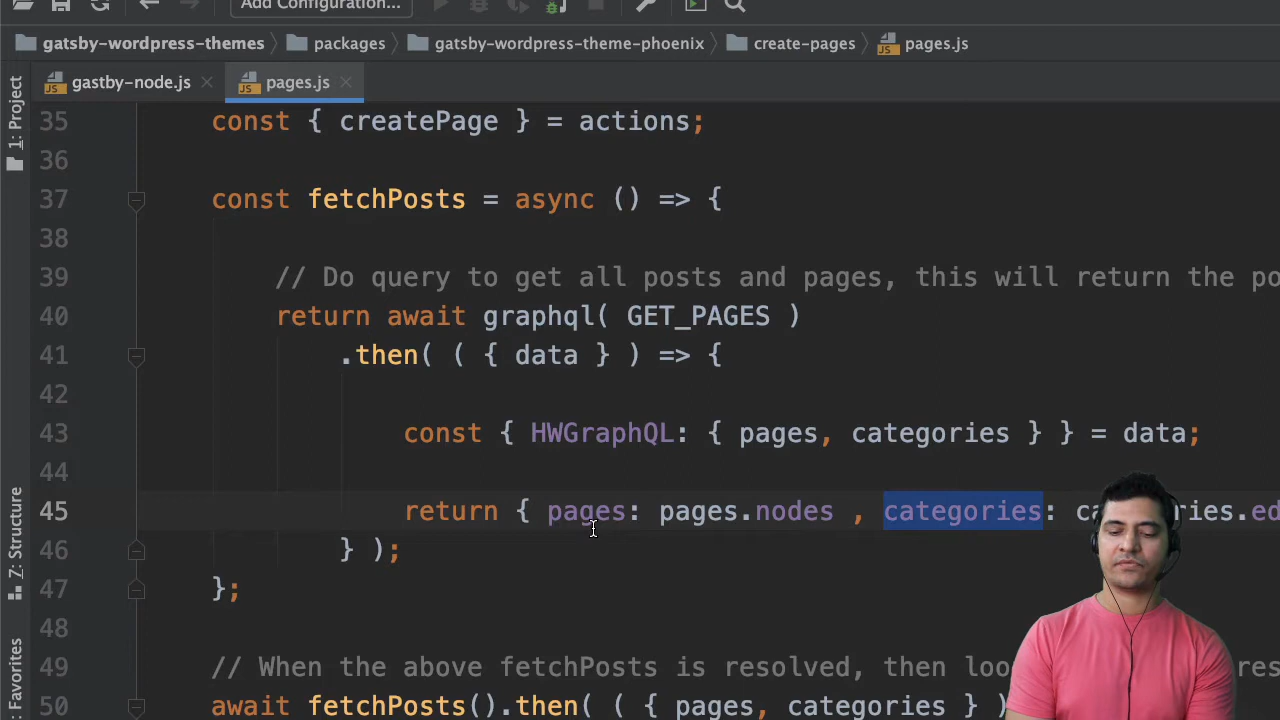 Add Configuration...
gatsby-wordpress-themes packages gatsby-wordpress-theme-phoenix create-pages pages.js
gastby-node.js pages.js
1: Project
Z: Structure
Favorites
35 const { createPage } = actions;
36
37 const fetchPosts = async () => {
38
39 // Do query to get all posts and pages, this will return the po
40 return await graphql( GET_PAGES )
41 .then( ( { data } ) => {
42
43 const { HWGraphQL: { pages, categories } } = data;
44
45 return { pages: pages.nodes , categories: ries.ed
46 } );
47 };
48
49 // When the above fetchPosts is resolved, then loo res
50 await fetchPosts().then( ( { pages, categories } )